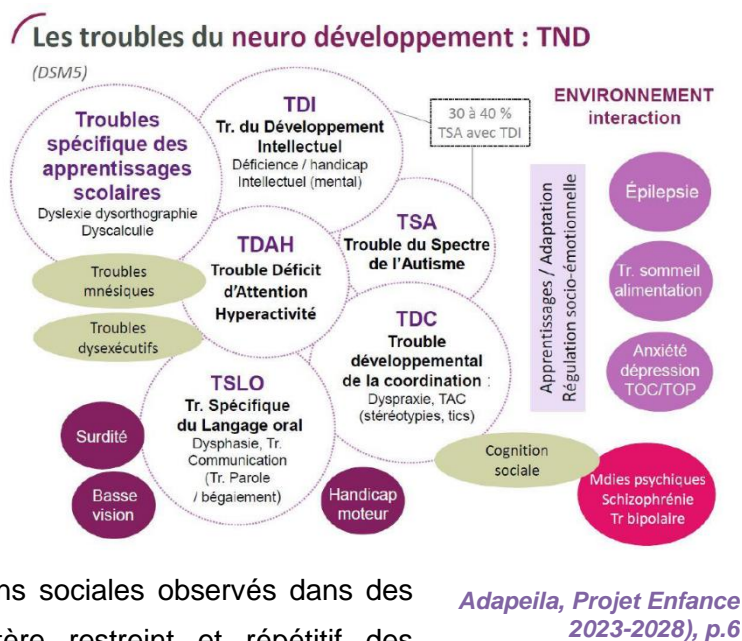 Les troubles du neuro développement : TND
(DSM5)
Troubles
spécifique des
apprentissages
scolaires
Dyslexie dysorthographie
Dyscalculie
TDI
Tr. du Développement
Intellectuel
Déficience / handicap
Intellectuel (mental)
30 à 40 %
TSA avec TDI
ENVIRONNEMENT
interaction
TSA
Trouble du Spectre
de l'Autisme
TDAH
Trouble Déficit
d'Attention
Hyperactivité
Troubles
mnésiques
Troubles
dysexécutifs
TDC
Trouble
développemental
de la coordination :
Dyspraxie, TAC
(stéréotypies, tics)
TSLO
Tr. Spécifique
du Langage oral
Dysphasie, Tr.
Communication
(Tr. Parole
/ bégaiement)
Surdité
Basse
vision
Handicap
moteur
Apprentissages / Adaptation
Régulation socio-émotionnelle
Épilepsie
Tr. sommeil
alimentation
Anxiété
dépression
TOC/TOP
Cognition
sociale
Mdies psychiques
Schizophrénie
Tr bipolaire
ns sociales observés dans des
tère restreint et répétitif des
Adapeila, Projet Enfance
2023-2028), p.6